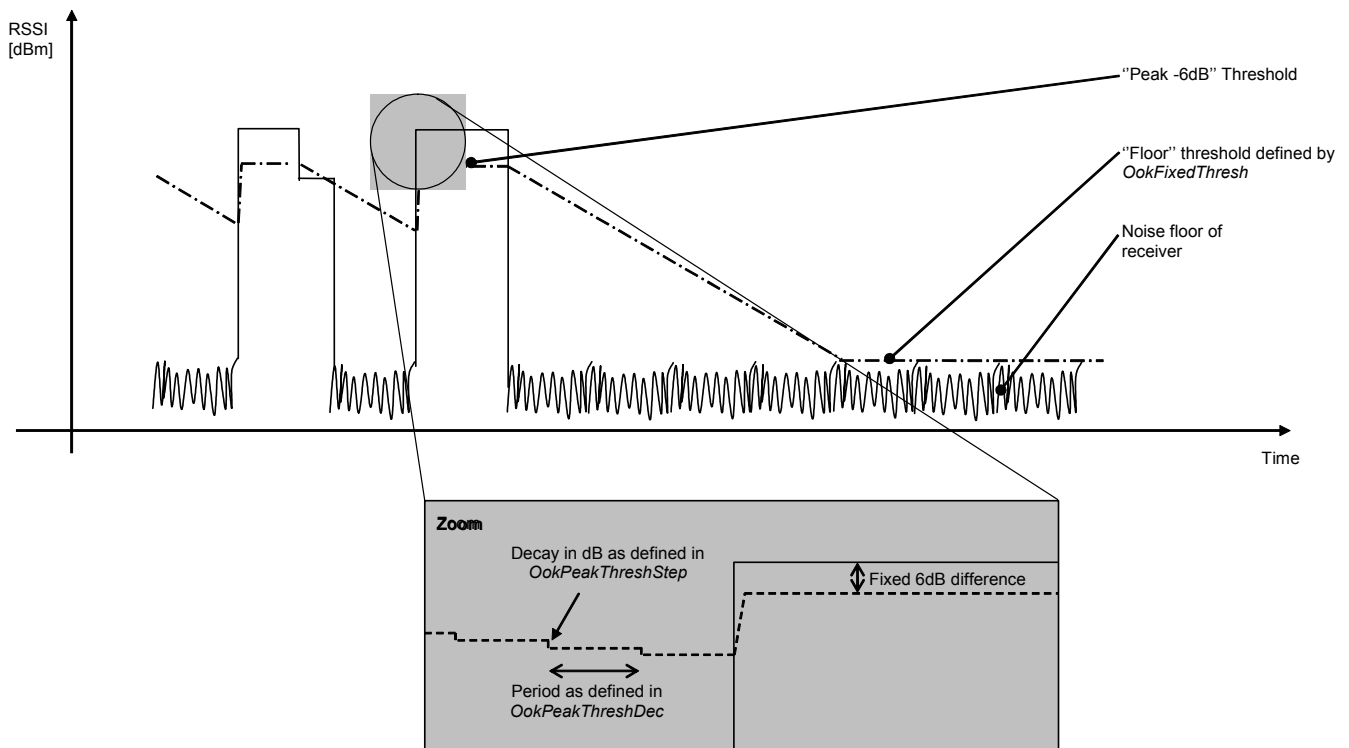 RSSI
[dBm]
‘’Peak -6dB’’ Threshold
‘’Floor’’ threshold defined by
OokFixedThresh
Noise floor of
receiver
Time
Zoom
Decay in dB as defined in
OokPeakThreshStep
Fixed 6dB difference
Period as defined in
OokPeakThreshDec